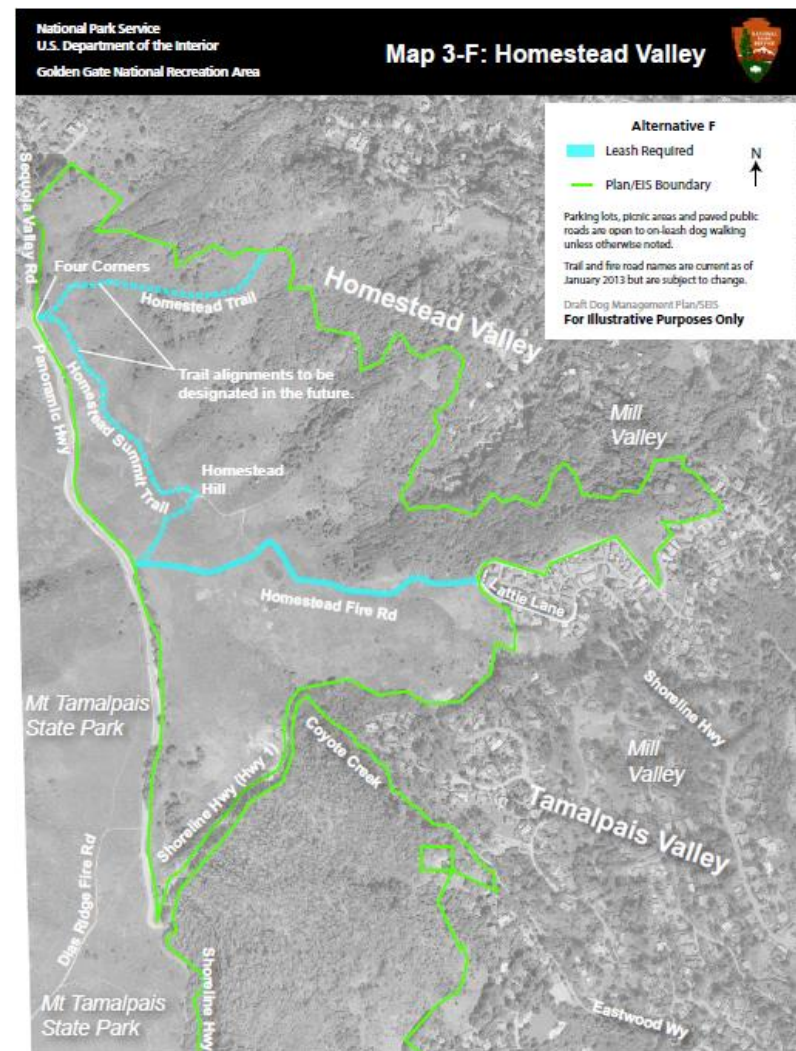 National Park Service
U.S. Department of the Interior
Golden Gate National Recreation Area
Map 3-F: Homestead Valley
NATIONAL
PARK
SERVICE
Alternative F
Leash Required
Plan/EIS Boundary
N
Parking lots, picnic areas and paved public
roads are open to on-leash dog walking
unless otherwise noted.
Trail and fire road names are current as of
January 2013 but are subject to change.
Draft Dog Management Plan/SEIS
For Illustrative Purposes Only
Sequoia Valley Rd
Four Corners
Homestead Trail
Homestead Valley
Trail alignments to be
designated in the future.
Panoramic Hwy
Homestead Summit Trail
Homestead
Hill
Mill
Valley
Homestead Fire Rd
Lattie Lane
Mt Tamalpais
State Park
Shoreline Hwy
Coyote Creek
Shoreline Hwy (Hwy 1)
Mill
Valley
Tamalpais Valley
Dias Ridge Fire Rd
Shoreline Hwy
Mt Tamalpais
State Park
Eastwood Wy